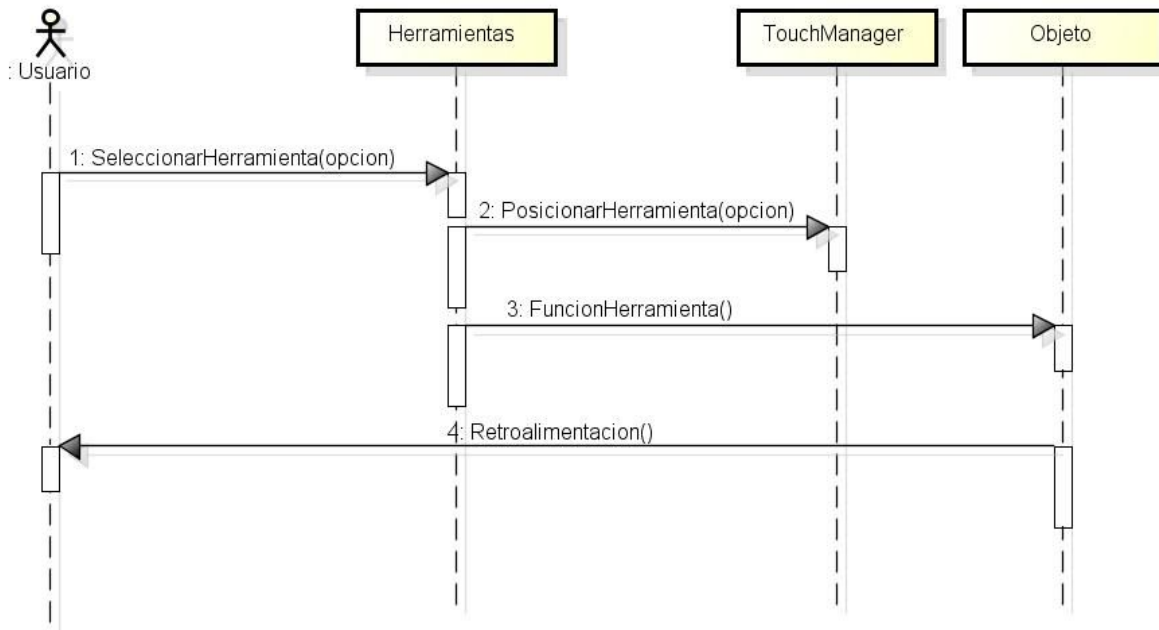 Herramientas
TouchManager
Objeto
: Usuario
1: SeleccionarHerramienta(opcion)
2: PosicionarHerramienta(opcion)
3: FuncionHerramienta()
4: Retroalimentacion()